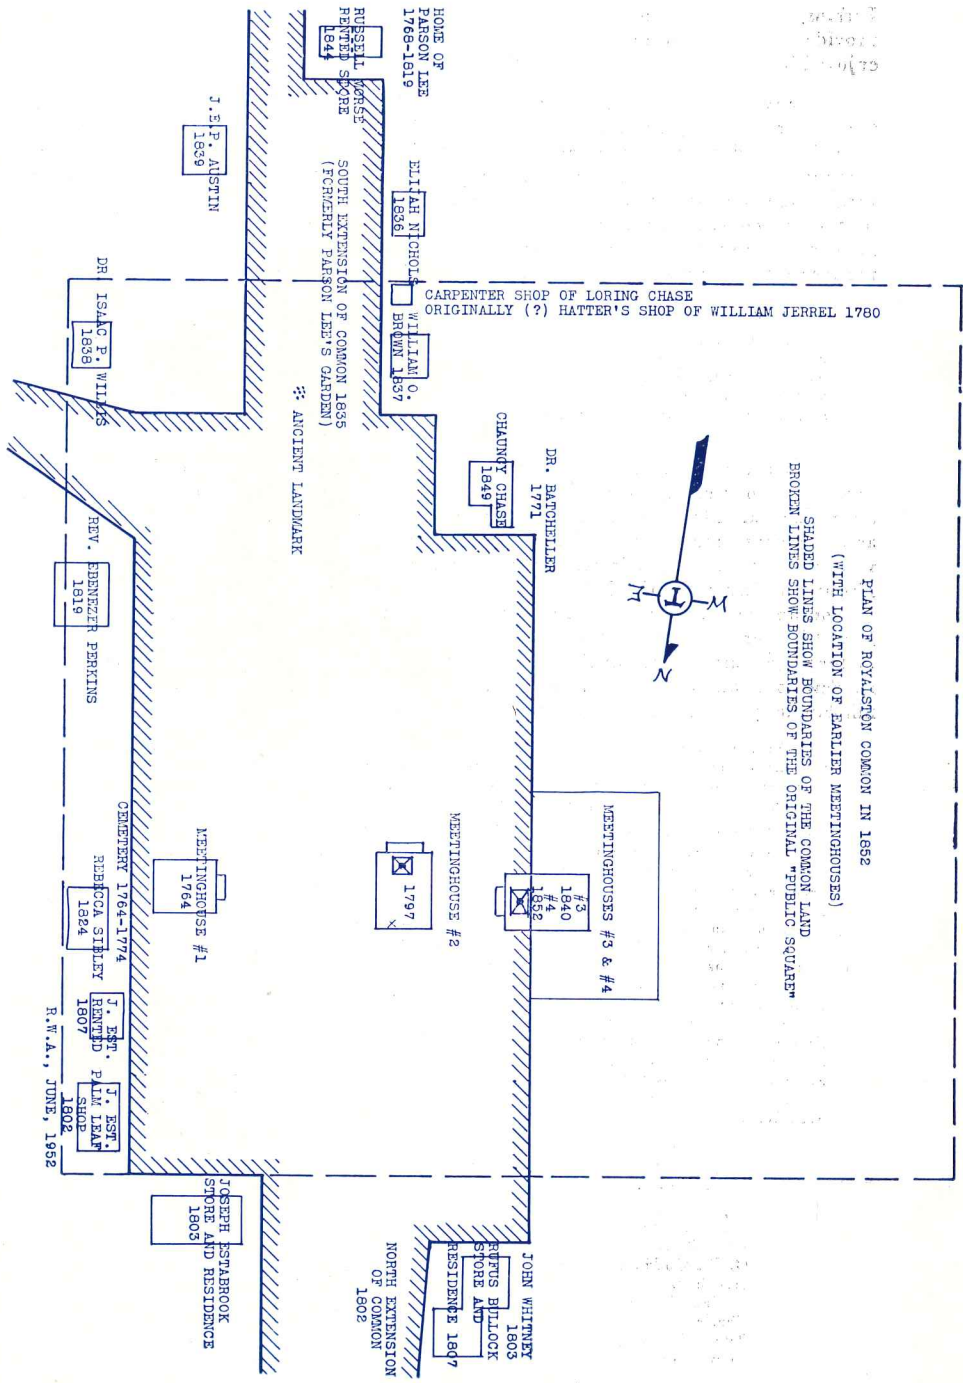 PLAN OF ROYALSTON COMMON IN 1852
(WITH LOCATION OF EARLIER MEETINGHOUSES)
SHADED LINES SHOW BOUNDARIES OF THE COMMON LAND
BROKEN LINES SHOW BOUNDARIES OF THE ORIGINAL "PUBLIC SQUARE"
HOME OF
PARSON LEE
1768-1819
RUSSELL MORSE
RENTED STORE
1844
J.E.P. AUSTIN
1839
ELIJAH NICHOLS
1836
SOUTH EXTENSION OF COMMON 1835
(FORMERLY PARSON LEE'S GARDEN)
CARPENTER SHOP OF LORING CHASE
ORIGINALLY (?) HATTER'S SHOP OF WILLIAM JERREL 1780
WILLIAM O.
BROWN 1837
DR. ISAAC P. WILLIS
1838
ANCIENT LANDMARK
CHAUNCY CHASE
1849
DR. BATCHELLER
1771
W
E
N
T
REV. EBENEZER PERKINS
1819
MEETINGHOUSES #3 & #4
#3
1840
#4
1852
MEETINGHOUSE #2
1797
X
MEETINGHOUSE #1
1764
CEMETERY 1764-1774
REBECCA SIBLEY
1824
J. EST.
RENTED
1807
J. EST.
PALM LEAF
SHOP
1802
R.W.A., JUNE, 1952
JOSEPH ESTABROOK
STORE AND RESIDENCE
1803
NORTH EXTENSION
OF COMMON
1802
JOHN WHITNEY
1803
RUFUS BULLOCK
STORE AND
RESIDENCE 1807